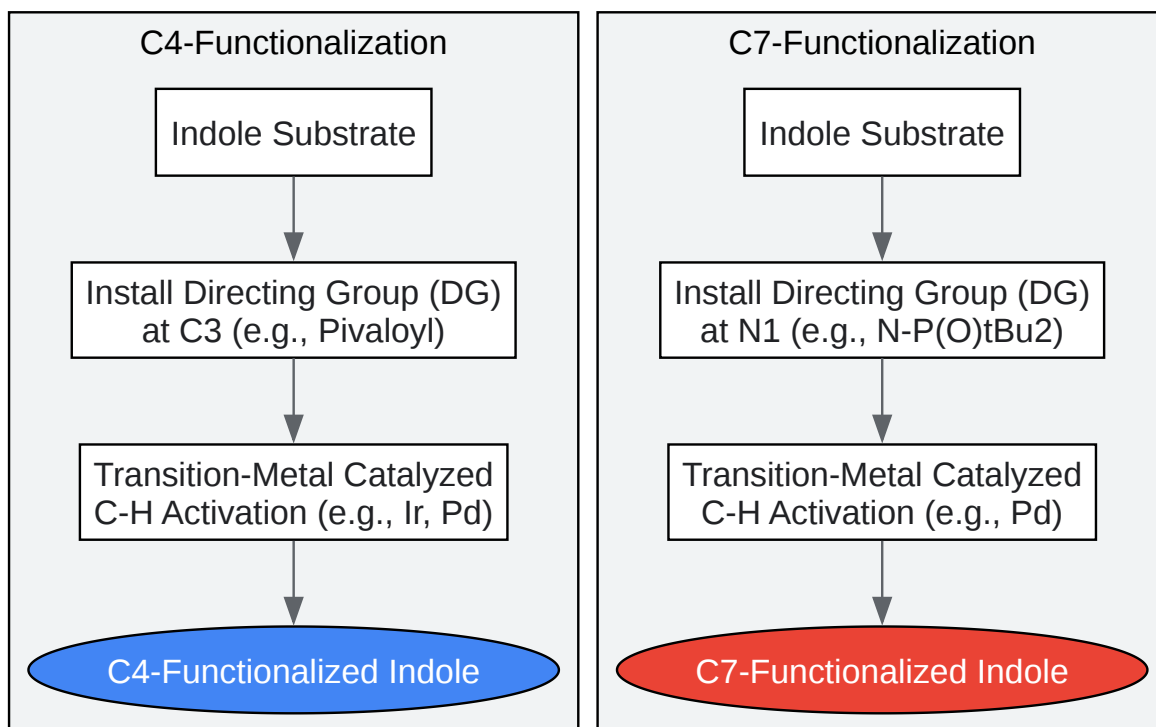 C4-Functionalization
Indole Substrate
Install Directing Group (DG)
at C3 (e.g., Pivaloyl)
Transition-Metal Catalyzed
C-H Activation (e.g., Ir, Pd)
C4-Functionalized Indole
C7-Functionalization
Indole Substrate
Install Directing Group (DG)
at N1 (e.g., N-P(O)tBu2)
Transition-Metal Catalyzed
C-H Activation (e.g., Pd)
C7-Functionalized Indole